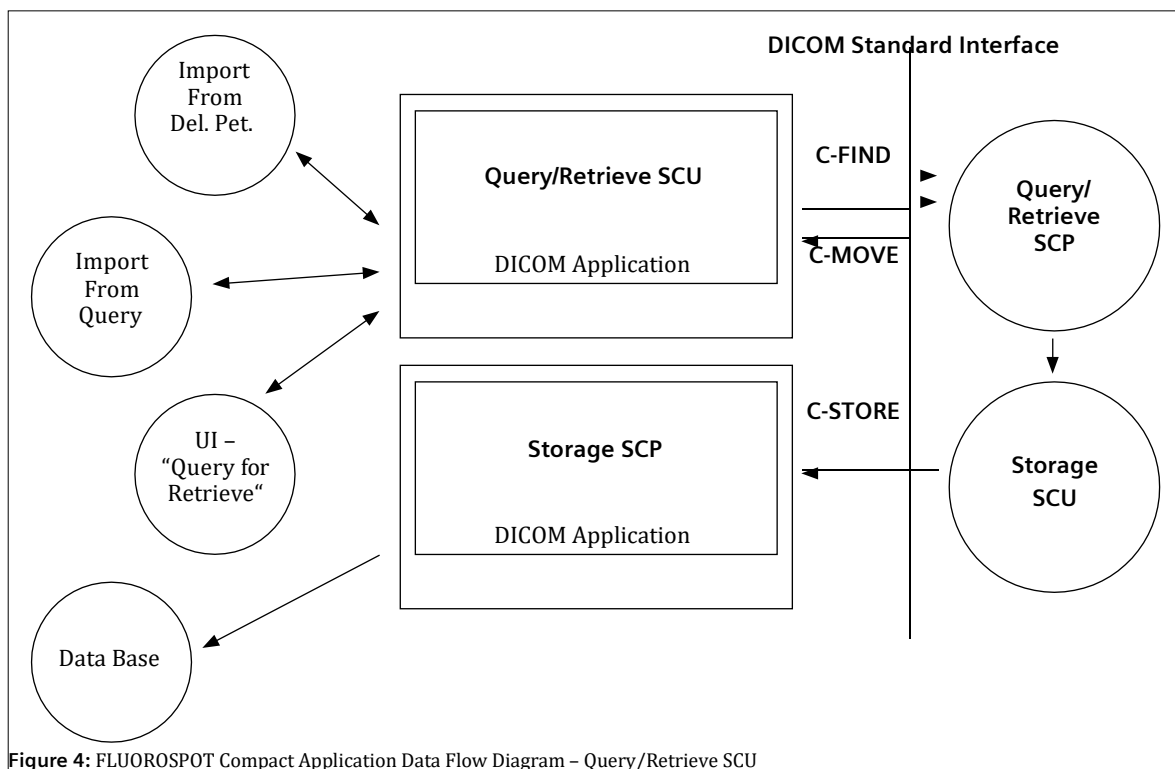 DICOM Standard Interface
Import
From
Del. Pet.
Query/Retrieve SCU
DICOM Application
C-FIND
C-MOVE
Query/
Retrieve
SCP
Import
From
Query
UI –
“Query for
Retrieve“
Storage SCP
DICOM Application
C-STORE
Storage
SCU
Data Base
Figure 4: FLUOROSPOT Compact Application Data Flow Diagram – Query/Retrieve SCU